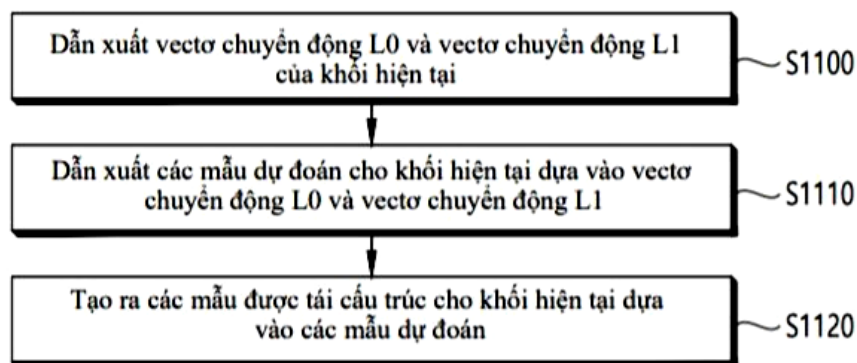 Dẫn xuất vectơ chuyển động L0 và vectơ chuyển động L1
của khối hiện tại
S1100
Dẫn xuất các mẫu dự đoán cho khối hiện tại dựa vào vectơ
chuyển động L0 và vectơ chuyển động L1
S1110
Tạo ra các mẫu được tái cấu trúc cho khối hiện tại dựa
vào các mẫu dự đoán
S1120